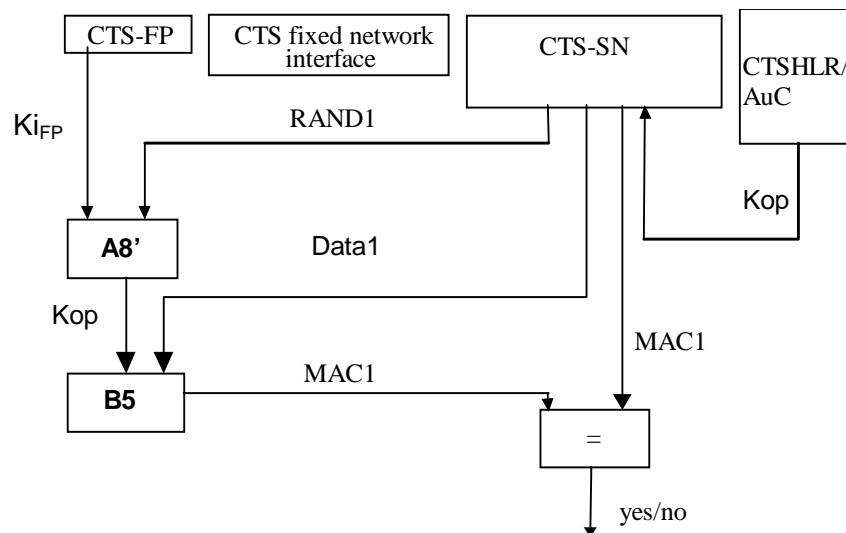 CTS-FP
CTS fixed network
interface
CTS-SN
CTSHLR/
AuC
KiFP
RAND1
Kop
A8’
Data1
Kop
MAC1
B5
MAC1
=
yes/no